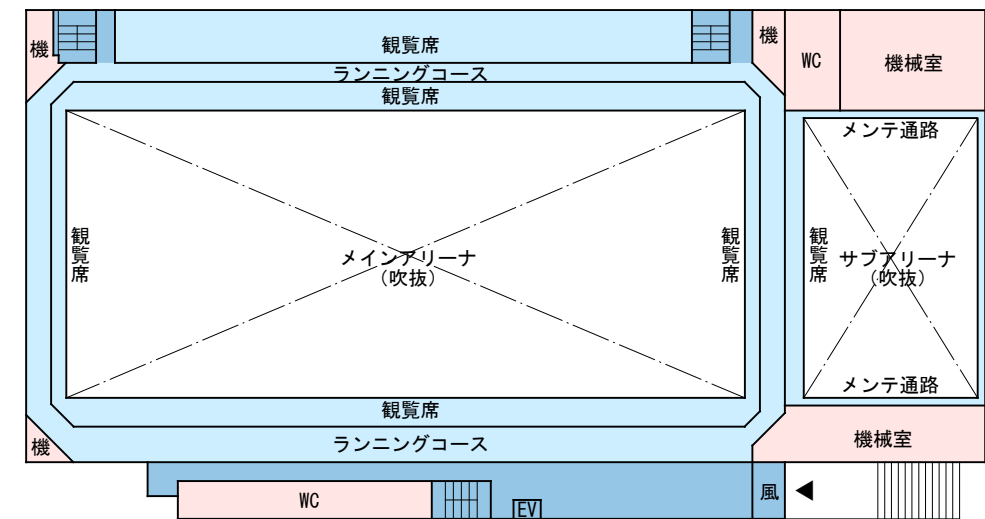 機
観覧席
機
WC
機械室
ランニングコース
観覧席
メンテ通路
観覧席
メインアリーナ
(吹抜)
観覧席
観覧席
サブアリーナ
(吹抜)
メンテ通路
観覧席
ランニングコース
機
機械室
WC
EV
風